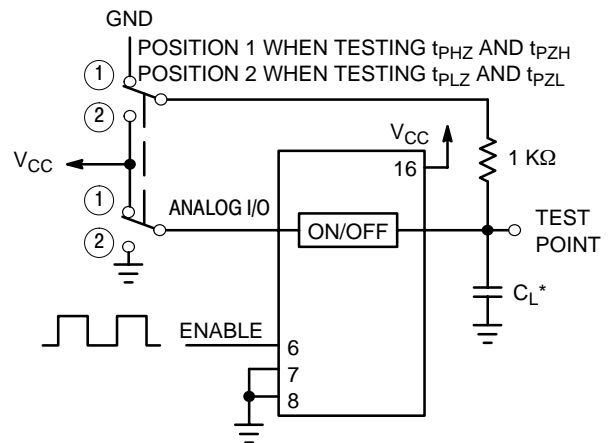 GND
POSITION 1 WHEN TESTING tPHZ AND tPZH
POSITION 2 WHEN TESTING tPLZ AND tPZL
1
2
VCC
VCC
16
1 KΩ
1
2
ANALOG I/O
ON/OFF
TEST
POINT
CL*
ENABLE
6
7
8